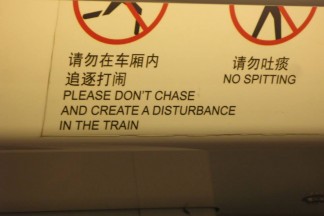 请勿在车厢内
追逐打闹
PLEASE DON'T CHASE
AND CREATE A DISTURBANCE
IN THE TRAIN
请勿吐痰
NO SPITTING